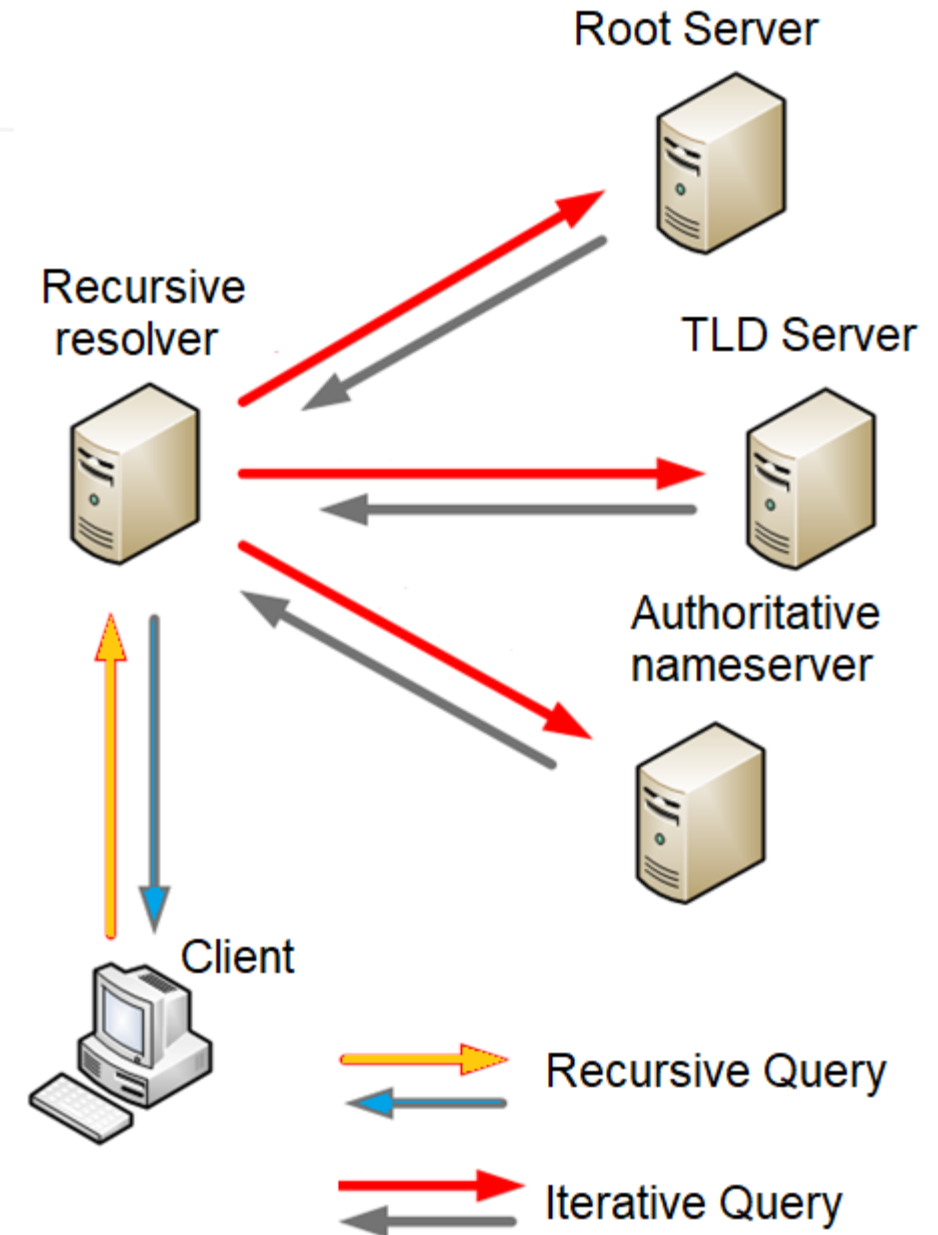 Root Server
Recursive
resolver
TLD Server
Authoritative
nameserver
Client
Recursive Query
Iterative Query